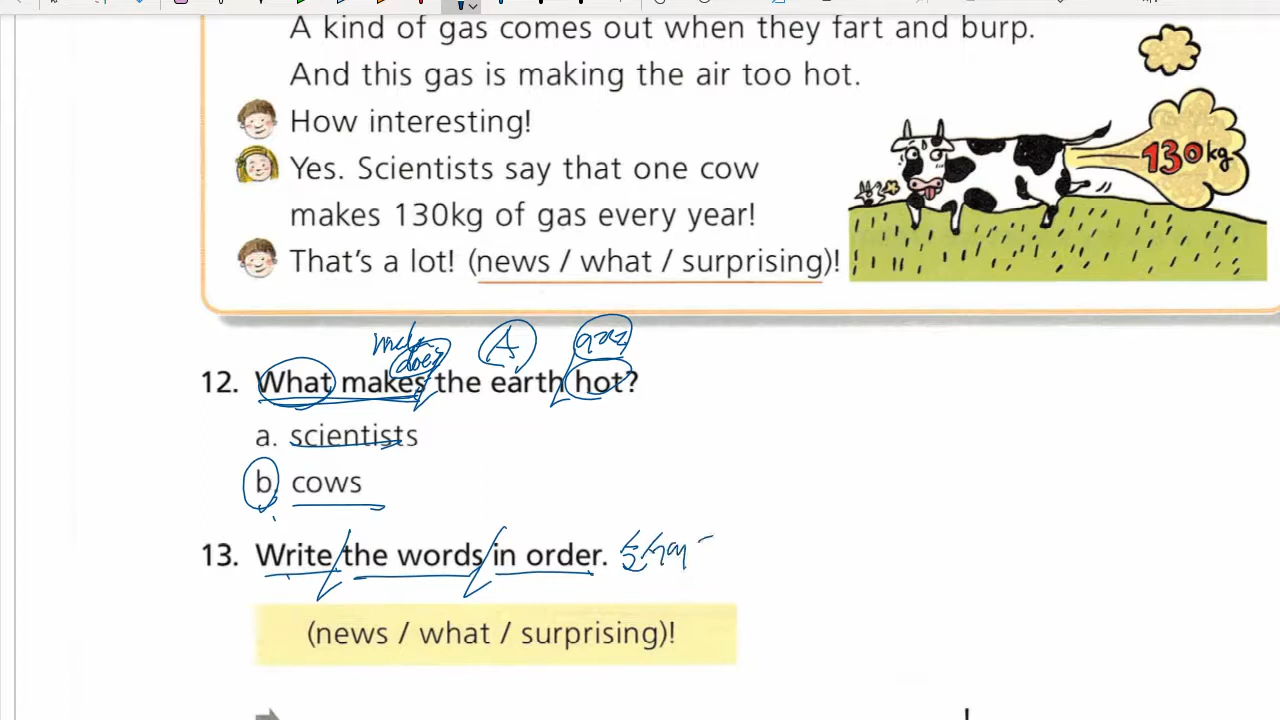 A kind of gas comes out when they fart and burp.
And this gas is making the air too hot.
How interesting!
Yes. Scientists say that one cow
makes 130kg of gas every year!
That's a lot! (news / what / surprising)!
130kg
A
does
12. What makes the earth hot?
a. scientists
b. cows
13. Write the words in order.
(news / what / surprising)!
!